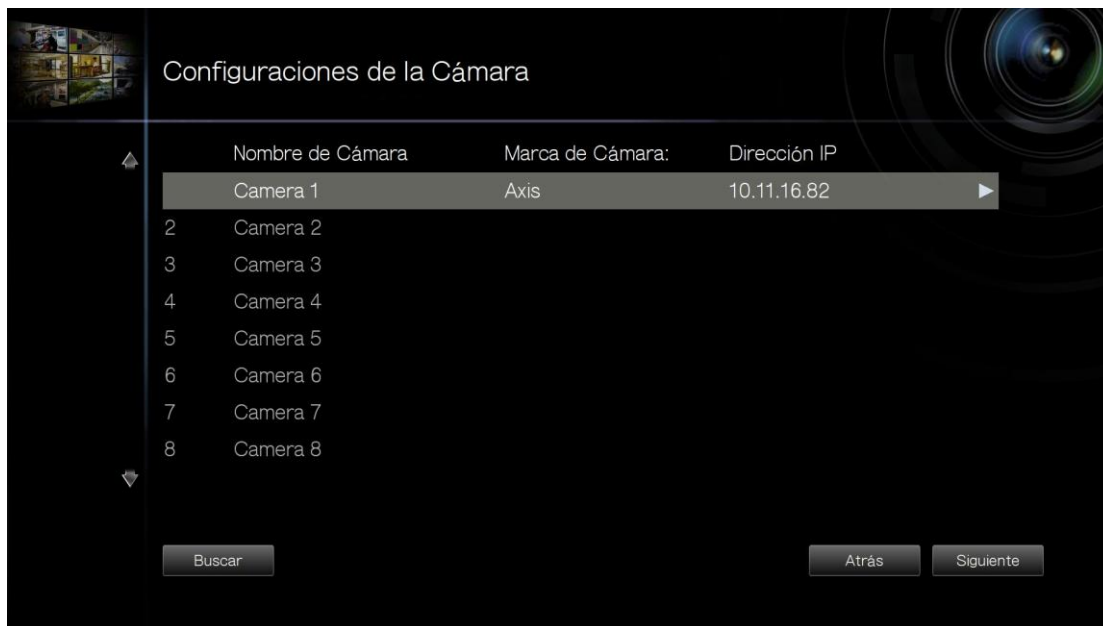 Configuraciones de la Cámara
Nombre de Cámara Marca de Cámara: Dirección IP
Camera 1 Axis 10.11.16.82
2 Camera 2
3 Camera 3
4 Camera 4
5 Camera 5
6 Camera 6
7 Camera 7
8 Camera 8
Buscar Atrás Siguiente